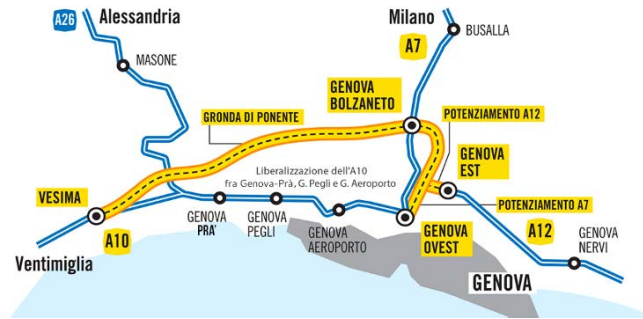 A26
Alessandria
Milano
A7
BUSALLA
MASONE
GENOVA
BOLZANETO
GRONDA DI PONENTE
POTENZIAMENTO A12
GENOVA
EST
Liberalizzazione dell'A10
fra Genova-Prà, G. Pegli e G. Aeroporto
VESIMA
POTENZIAMENTO A7
GENOVA
PRA'
GENOVA
PEGLI
GENOVA
AEROPORTO
GENOVA
OVEST
A10
A12
GENOVA
NERVI
Ventimiglia
GENOVA